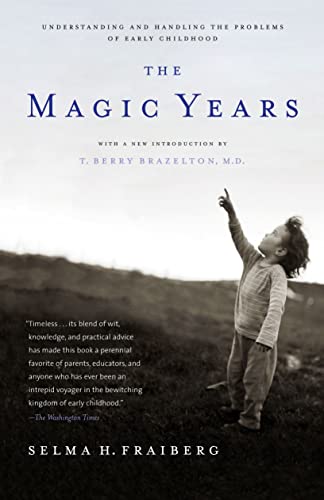 UNDERSTANDING AND HANDLING THE PROBLEMS
OF EARLY CHILDHOOD
THE
MAGIC YEARS
WITH A NEW INTRODUCTION BY
T. BERRY BRAZELTON, M.D.
"Timeless . . . its blend of wit,
knowledge, and practical advice
has made this book a perennial
favorite of parents, educators, and
anyone who has ever been an
intrepid voyager in the bewitching
kingdom of early childhood."
—The Washington Times
SELMA H. FRAIBERG